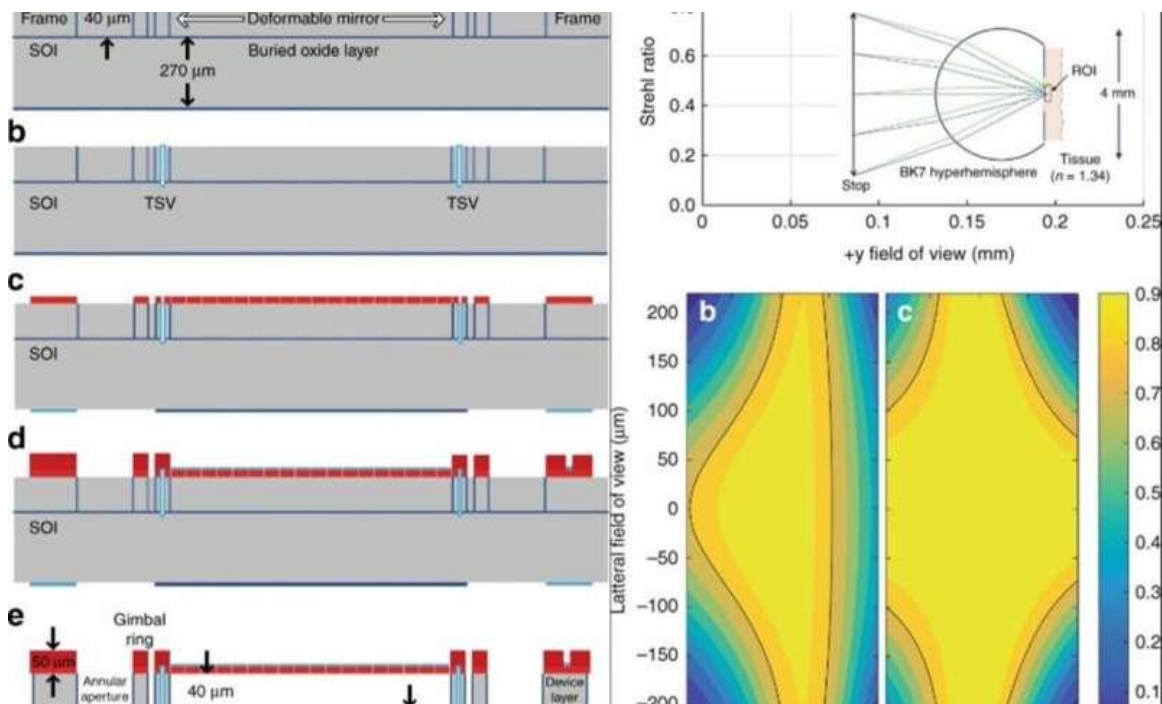 Frame 40 µm Deformable mirror Frame
SOI Buried oxide layer
270 µm
b
SOI TSV TSV
c
SOI
d
SOI
e
Gimbal
ring
50 µm
Annular
aperture
40 µm
Device
layer
Strehl ratio
0.6
0.4
0.2
0.0
0 0.05 0.1 0.15 0.2 0.25
+y field of view (mm)
ROI
4 mm
BK7 hyperhemisphere
Tissue
(n = 1.34)
Stop
b c
Latteral field of view (µm)
200
150
100
50
0
−50
−100
−150
−200
0.9
0.8
0.7
0.6
0.5
0.4
0.3
0.2
0.1